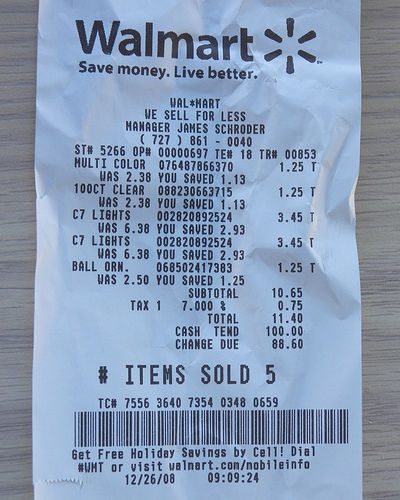 Walmart
Save money. Live better.
WAL*MART
WE SELL FOR LESS
MANAGER JAMES SCHRODER
( 727 ) 861 - 0040
ST# 5266 OP# 00000697 TE# 18 TR# 00853
MULTI COLOR 076487866370 1.25 T
WAS 2.38 YOU SAVED 1.13
100CT CLEAR 088230663715 1.25 T
WAS 2.38 YOU SAVED 1.13
C7 LIGHTS 002820892524 3.45 T
WAS 6.38 YOU SAVED 2.93
C7 LIGHTS 002820892524 3.45 T
WAS 6.38 YOU SAVED 2.93
BALL ORN. 068502417383 1.25 T
WAS 2.50 YOU SAVED 1.25
SUBTOTAL 10.65
TAX 1 7.000 % 0.75
TOTAL 11.40
CASH TEND 100.00
CHANGE DUE 88.60
# ITEMS SOLD 5
TC# 7556 3640 7354 0348 0659
Get Free Holiday Savings by Cell! Dial
#WMT or visit walmart.com/mobileinfo
12/26/08 09:09:24